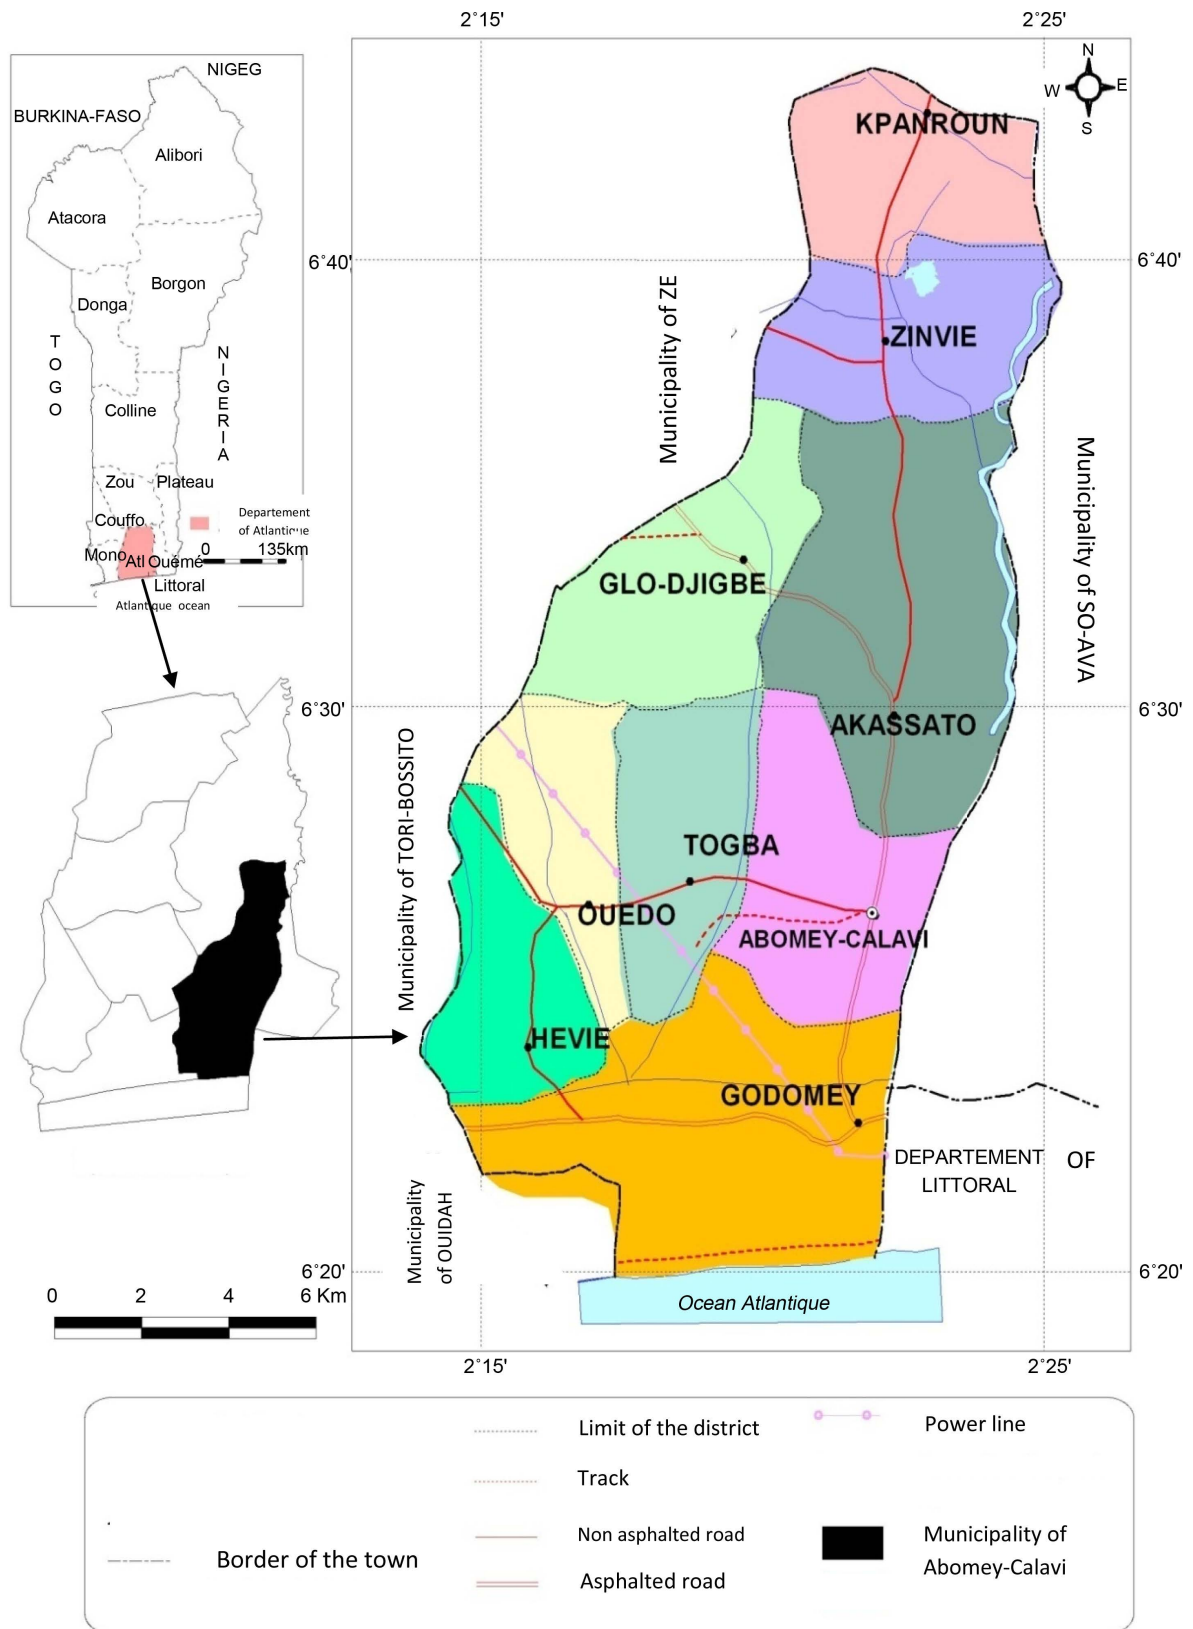 2°15'
2°25'
NIGEG
BURKINA-FASO
Alibori
Atacora
Borgon
Donga
TOGO
NIGERIA
Colline
Zou
Plateau
Couffo
Departement
of Atlantique
0
135km
Mono
Atl
Ouémé
Littoral
Atlantique ocean
N
W
E
S
KPANROUN
6°40'
6°40'
Municipality of ZE
ZINVIE
Municipality of SO-AVA
GLO-DJIGBE
6°30'
6°30'
AKASSATO
Municipality of TORI-BOSSITO
TOGBA
OUEDO
ABOMEY-CALAVI
HEVIE
GODOMEY
DEPARTEMENT OF
LITTORAL
Municipality
of OUIDAH
6°20'
6°20'
0 2 4 6 Km
Ocean Atlantique
2°15'
2°25'
Limit of the district
Power line
Track
Non asphalted road
Municipality of
Abomey-Calavi
Border of the town
Asphalted road